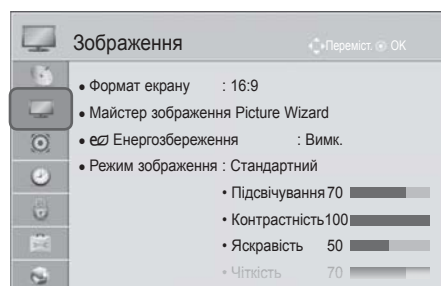 Зображення
Переміст. OK
• Формат екрану : 16:9
• Майстер зображення Picture Wizard
• Енергозбереження : Вимк.
• Режим зображення : Стандартний
• Підсвічування 70
• Контрастність 100
• Яскравість 50
• Чіткість 70